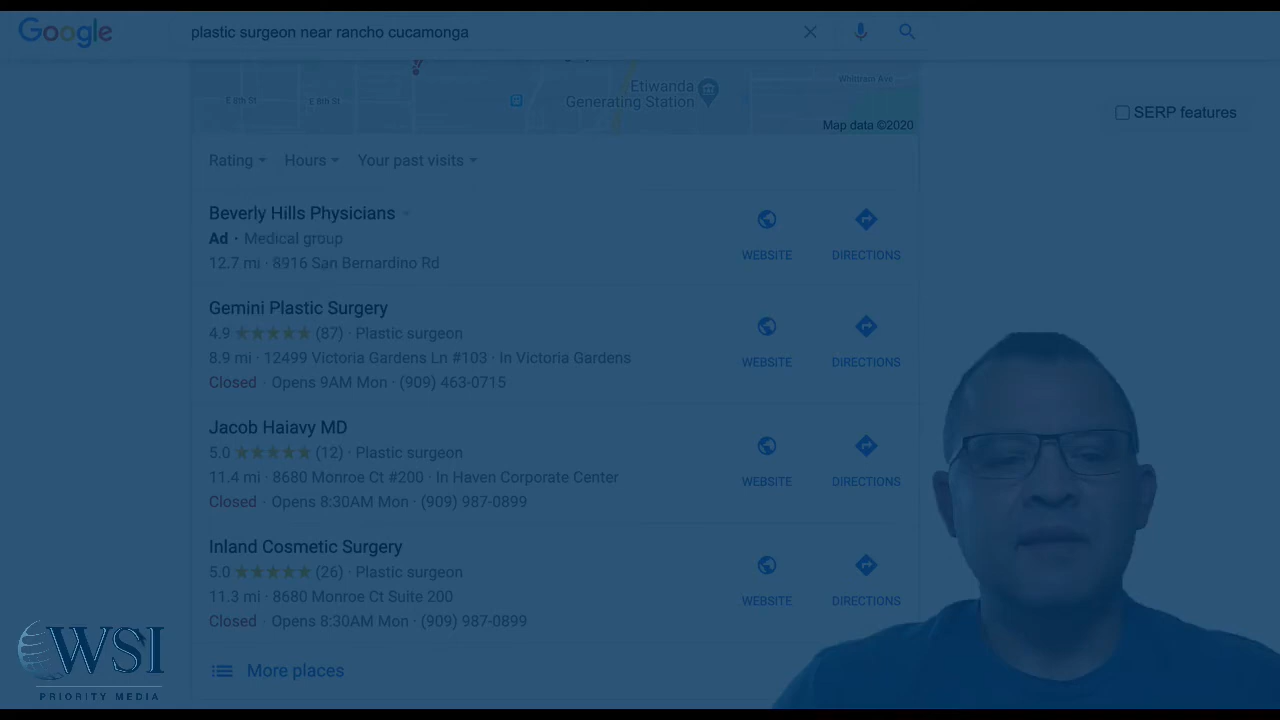 Google
plastic surgeon near rancho cucamonga
Etiwanda
Generating Station
Whittram Ave
E 8th St
E 8th St
Map data ©2020
SERP features
Rating
Hours
Your past visits
Beverly Hills Physicians
Ad · Medical group
12.7 mi · 8916 San Bernardino Rd
WEBSITE
DIRECTIONS
Gemini Plastic Surgery
4.9 ★★★★★ (87) · Plastic surgeon
8.9 mi · 12499 Victoria Gardens Ln #103 · In Victoria Gardens
Closed · Opens 9AM Mon · (909) 463-0715
WEBSITE
DIRECTIONS
Jacob Haiavy MD
5.0 ★★★★★ (12) · Plastic surgeon
11.4 mi · 8680 Monroe Ct #200 · In Haven Corporate Center
Closed · Opens 8:30AM Mon · (909) 987-0899
WEBSITE
DIRECTIONS
Inland Cosmetic Surgery
5.0 ★★★★★ (26) · Plastic surgeon
11.3 mi · 8680 Monroe Ct Suite 200
Closed · Opens 8:30AM Mon · (909) 987-0899
WEBSITE
DIRECTIONS
More places
WSI
PRIORITY MEDIA